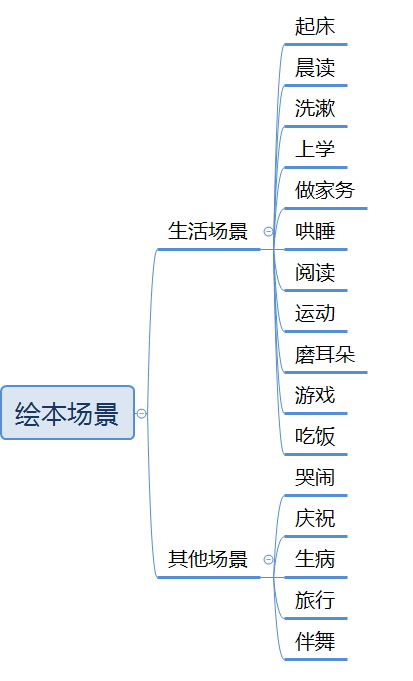 绘本场景
生活场景
起床
晨读
洗漱
上学
做家务
哄睡
阅读
运动
磨耳朵
游戏
吃饭
其他场景
哭闹
庆祝
生病
旅行
伴舞